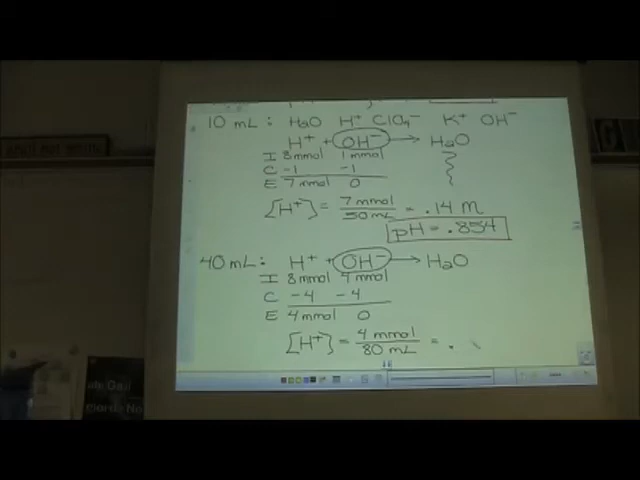 10 mL: H₂O H⁺ ClO₄⁻ K⁺ OH⁻
H⁺ + OH⁻ → H₂O
I 8 mmol 1 mmol
C -1 -1
E 7 mmol 0
[H⁺] = 7 mmol / 50 mL = .14 M
pH = .854
40 mL: H⁺ + OH⁻ → H₂O
I 8 mmol 4 mmol
C -4 -4
E 4 mmol 0
[H⁺] = 4 mmol / 80 mL = .